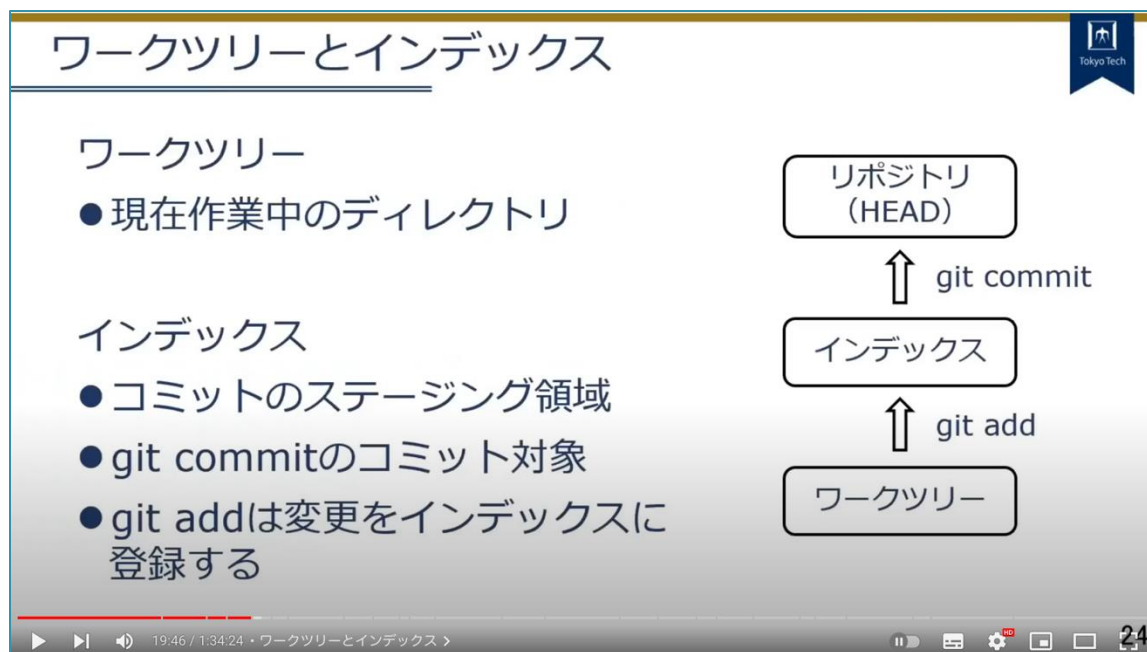 ワークツリーとインデックス
Tokyo Tech
ワークツリー
●現在作業中のディレクトリ
インデックス
●コミットのステージング領域
●git commitのコミット対象
●git addは変更をインデックスに
登録する
リポジトリ
（HEAD）
git commit
インデックス
git add
ワークツリー
19:46 / 1:34:24・ワークツリーとインデックス >
HD
24